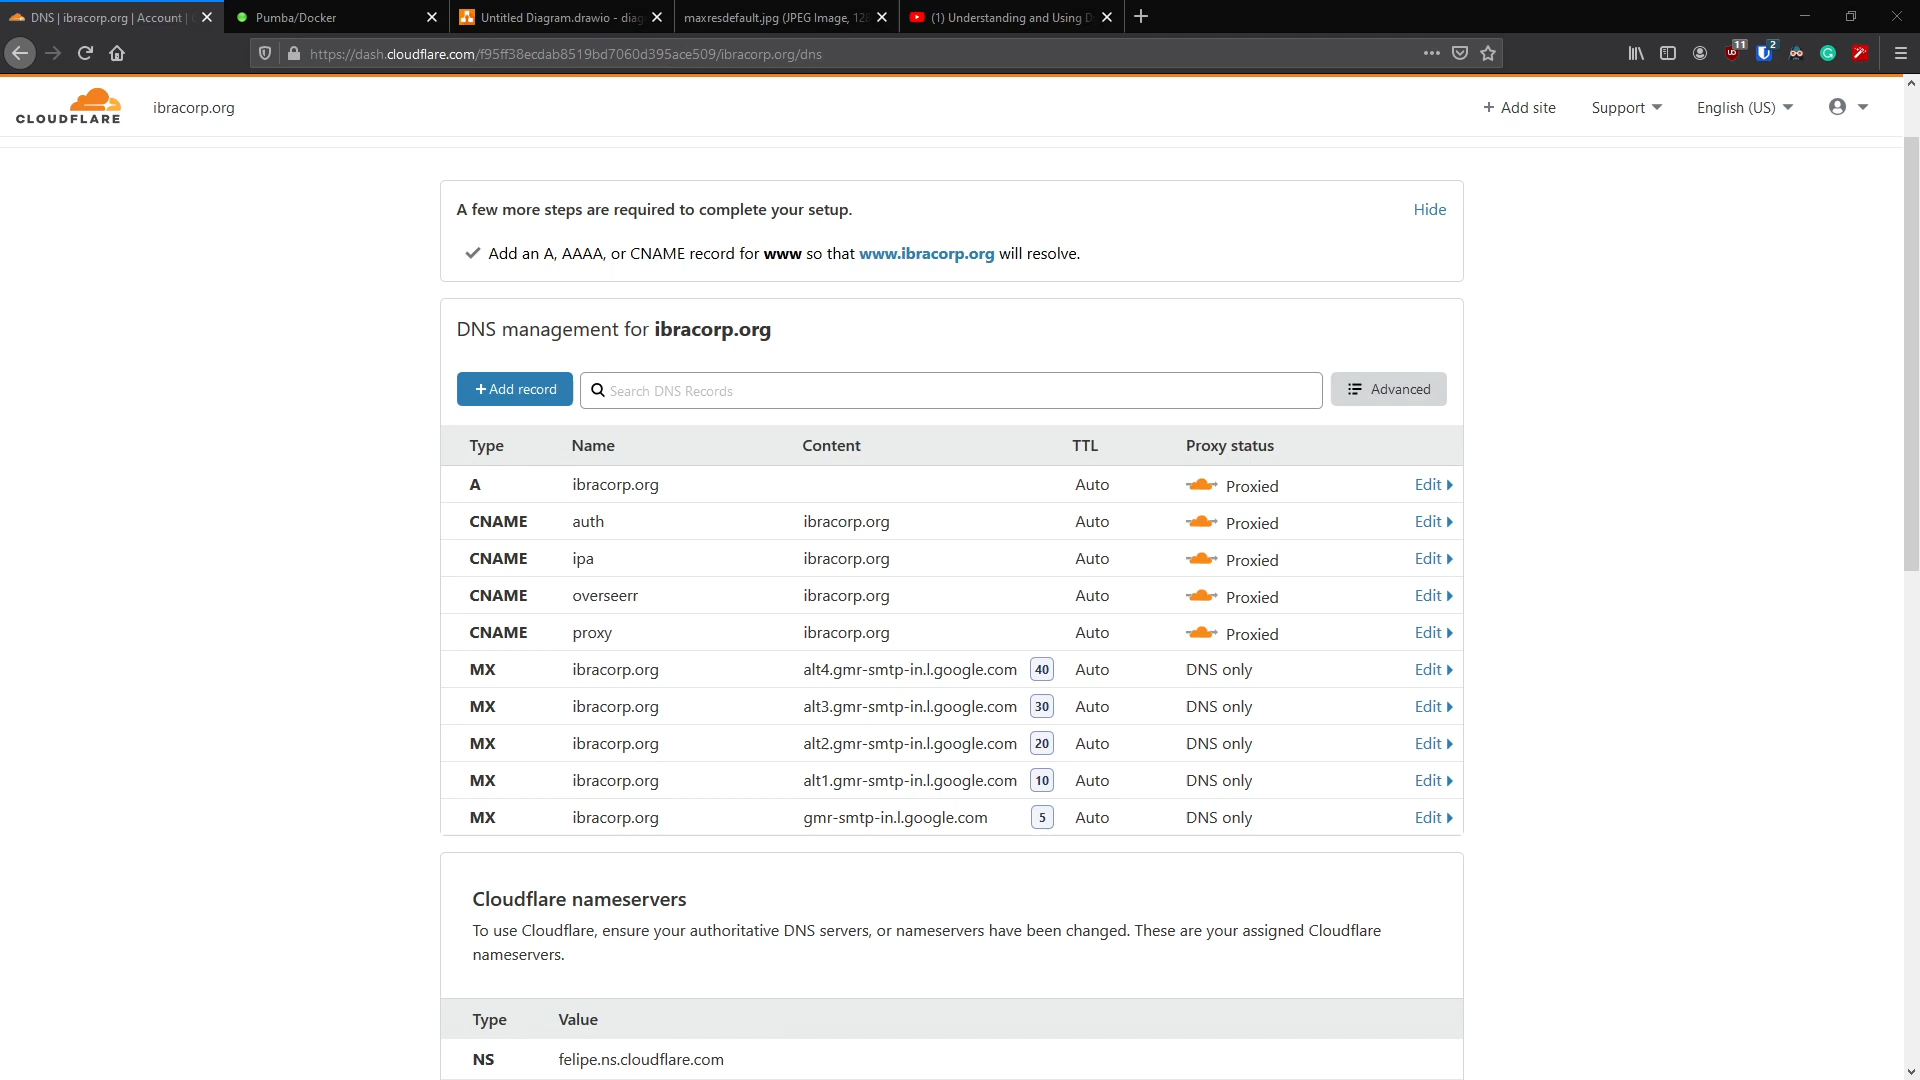 DNS | ibracorp.org | Account |
Pumba/Docker
Untitled Diagram.drawio - diag
maxresdefault.jpg (JPEG Image, 128
(1) Understanding and Using D
https://dash.cloudflare.com/f95ff38ecdab8519bd7060d395ace509/ibracorp.org/dns
11
2
CLOUDFLARE
ibracorp.org
+ Add site
Support
English (US)
A few more steps are required to complete your setup.
Hide
Add an A, AAAA, or CNAME record for www so that www.ibracorp.org will resolve.
DNS management for ibracorp.org
+ Add record
Search DNS Records
Advanced
Type Name Content TTL Proxy status
A ibracorp.org Auto Proxied Edit
CNAME auth ibracorp.org Auto Proxied Edit
CNAME ipa ibracorp.org Auto Proxied Edit
CNAME overseerr ibracorp.org Auto Proxied Edit
CNAME proxy ibracorp.org Auto Proxied Edit
MX ibracorp.org alt4.gmr-smtp-in.l.google.com 40 Auto DNS only Edit
MX ibracorp.org alt3.gmr-smtp-in.l.google.com 30 Auto DNS only Edit
MX ibracorp.org alt2.gmr-smtp-in.l.google.com 20 Auto DNS only Edit
MX ibracorp.org alt1.gmr-smtp-in.l.google.com 10 Auto DNS only Edit
MX ibracorp.org gmr-smtp-in.l.google.com 5 Auto DNS only Edit
Cloudflare nameservers
To use Cloudflare, ensure your authoritative DNS servers, or nameservers have been changed. These are your assigned Cloudflare
nameservers.
Type Value
NS felipe.ns.cloudflare.com